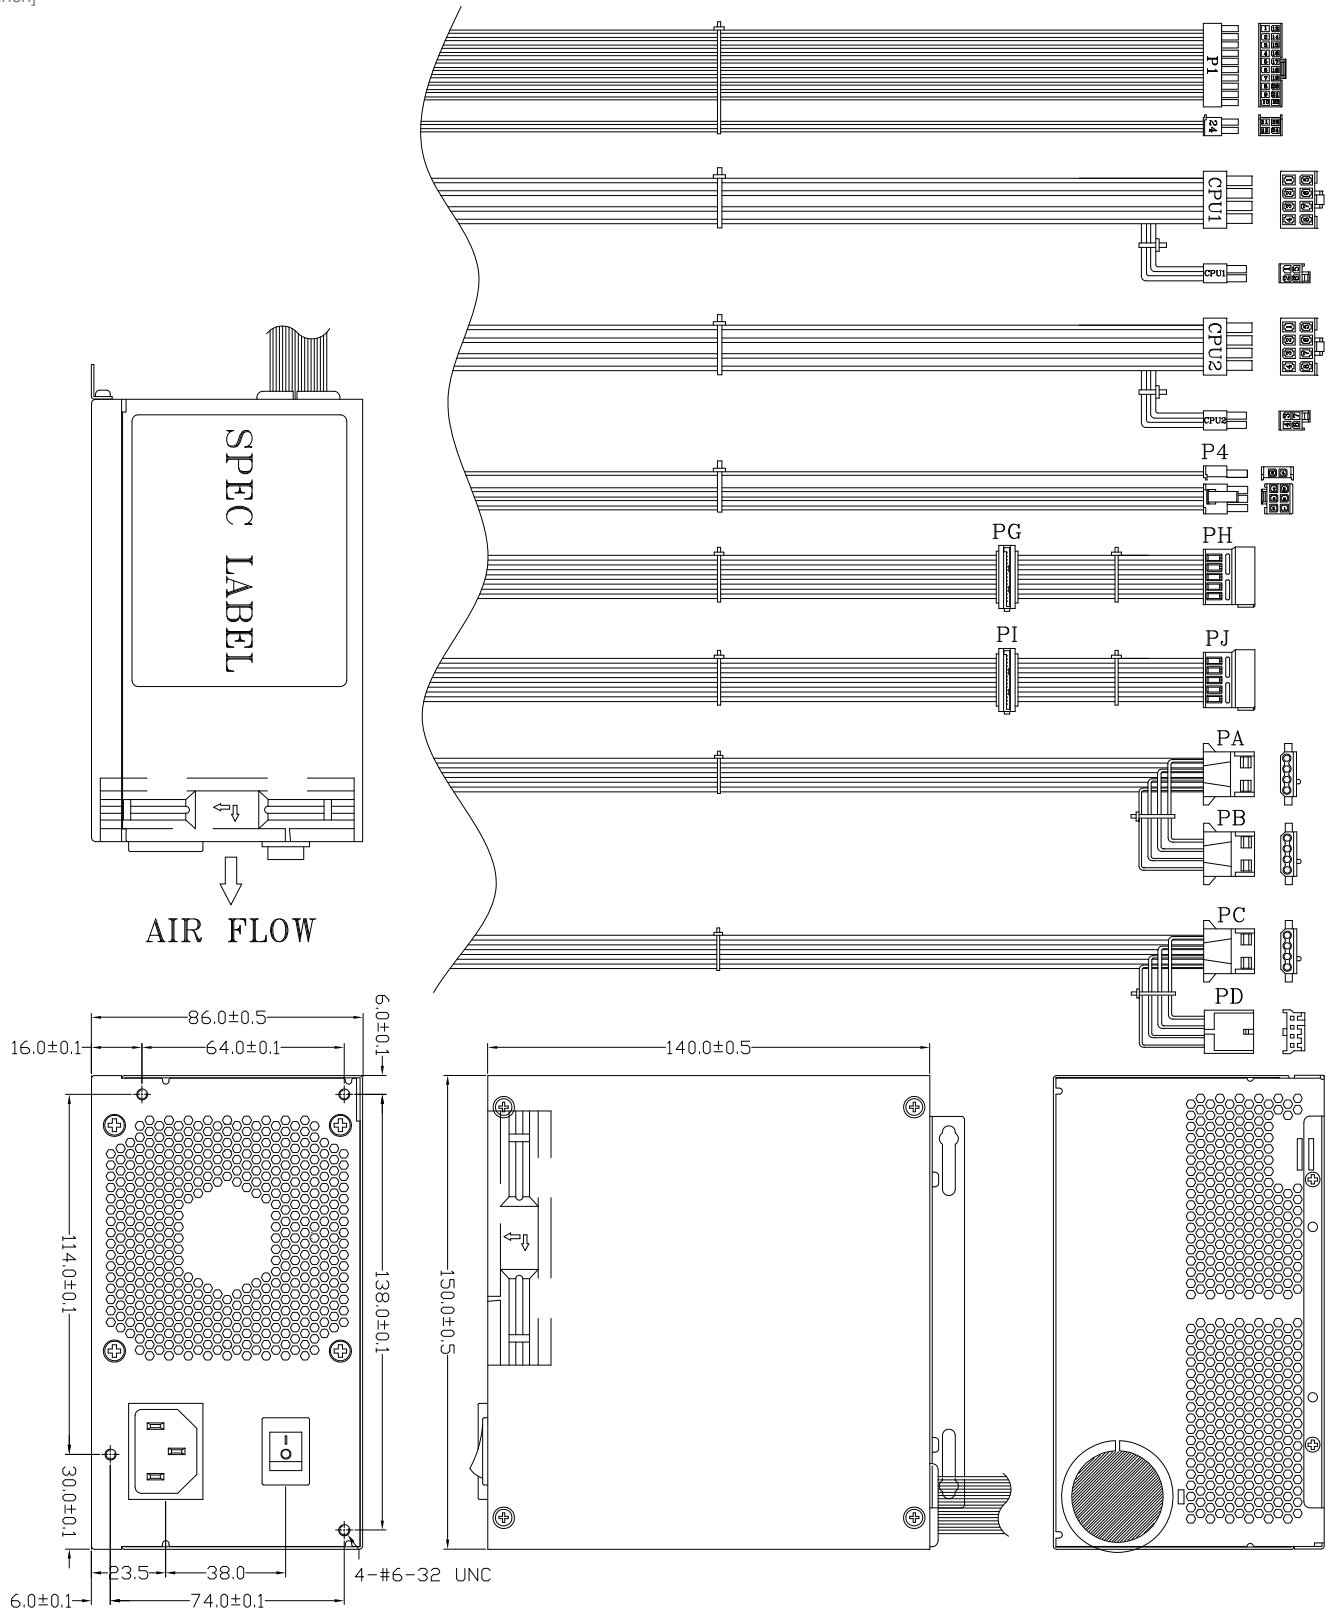 P1
24
CPU1
CPU1
CPU2
CPU2
P4
PG
PH
PI
PJ
PA
PB
PC
PD
SPEC LABEL
AIR FLOW
86.0±0.5
16.0±0.1
64.0±0.1
6.0±0.1
114.0±0.1
138.0±0.1
30.0±0.1
23.5
38.0
6.0±0.1
74.0±0.1
4-#6-32 UNC
140.0±0.5
150.0±0.5